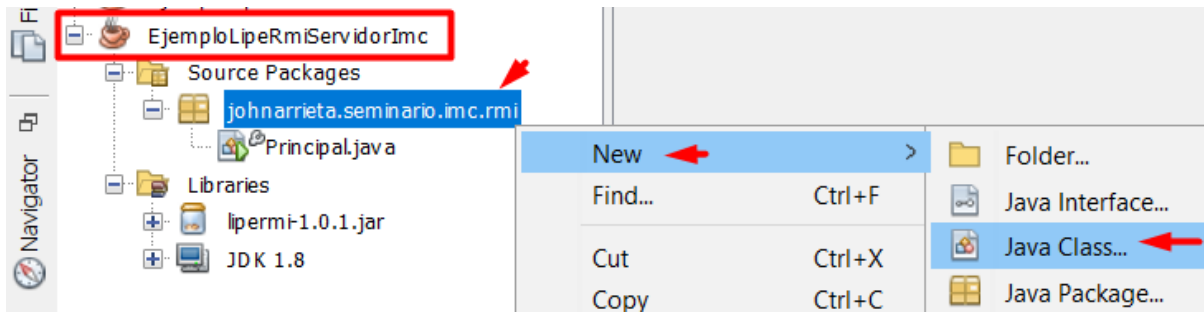 Fi
EjemploLipeRmiServidorImc
Source Packages
johnarrieta.seminario.imc.rmi
Principal.java
Libraries
lipermi-1.0.1.jar
JDK 1.8
Navigator
New >
Find... Ctrl+F
Cut Ctrl+X
Copy Ctrl+C
Folder...
Java Interface...
Java Class...
Java Package...